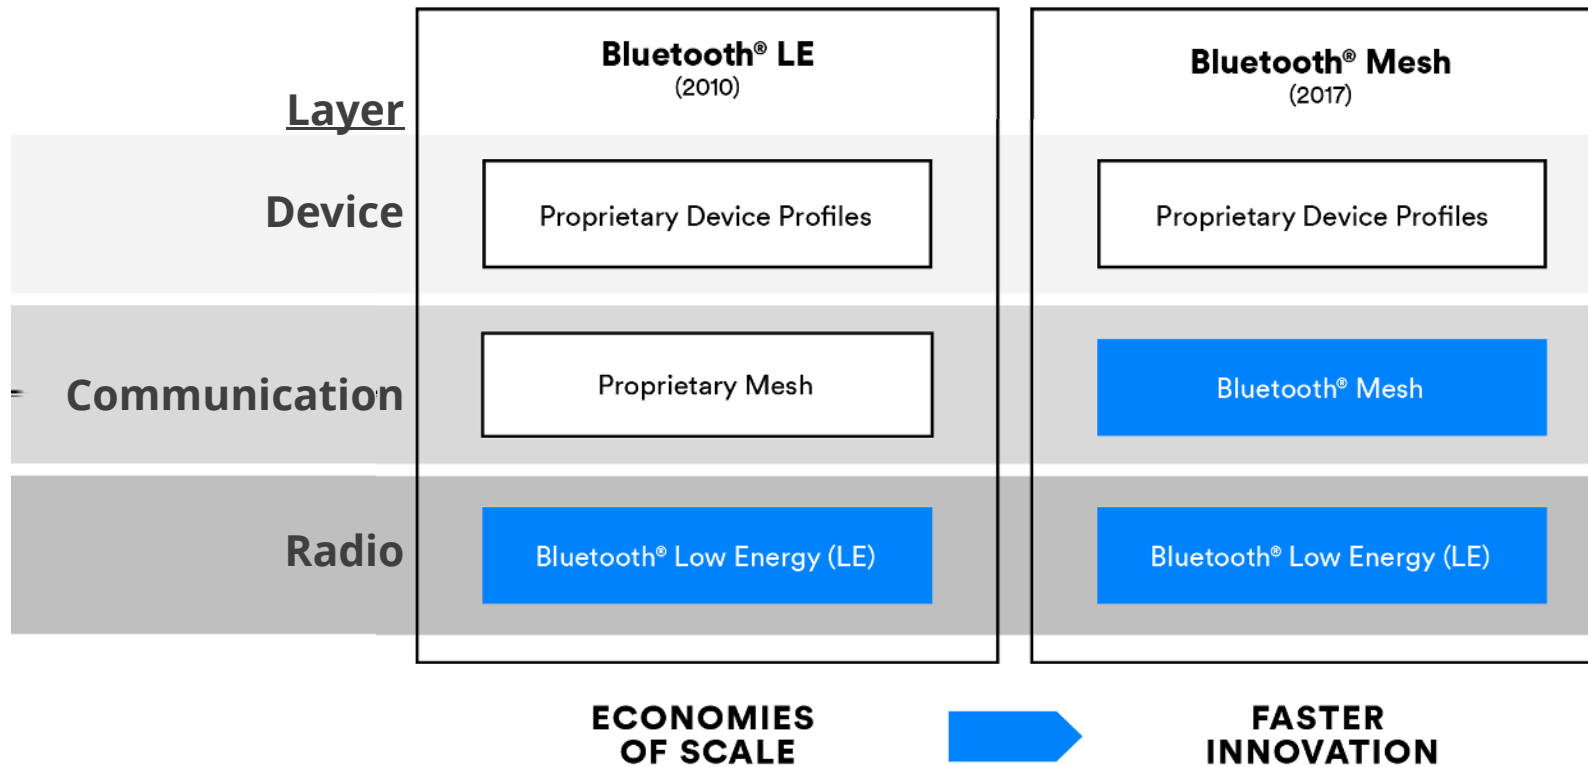 Bluetooth® LE
(2010)
Bluetooth® Mesh
(2017)
Layer
Device
Proprietary Device Profiles
Proprietary Device Profiles
Communication
Proprietary Mesh
Bluetooth® Mesh
Radio
Bluetooth® Low Energy (LE)
Bluetooth® Low Energy (LE)
ECONOMIES
OF SCALE
FASTER
INNOVATION